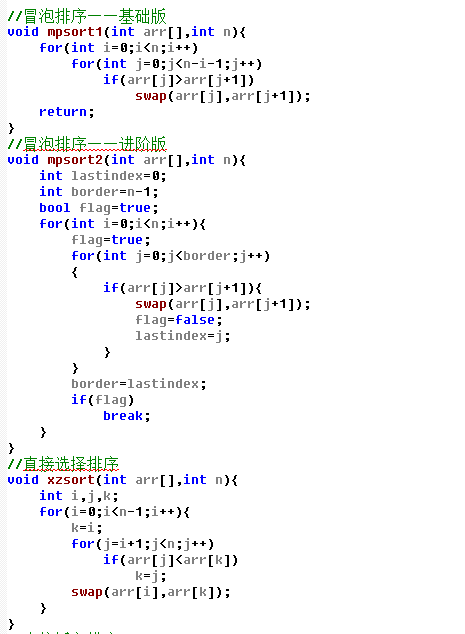 //冒泡排序——基础版
void mpsort1(int arr[],int n){
    for(int i=0;i<n;i++)
        for(int j=0;j<n-i-1;j++)
            if(arr[j]>arr[j+1])
                swap(arr[j],arr[j+1]);
    return;
}
//冒泡排序——进阶版
void mpsort2(int arr[],int n){
    int lastindex=0;
    int border=n-1;
    bool flag=true;
    for(int i=0;i<n;i++){
        flag=true;
        for(int j=0;j<border;j++)
        {
            if(arr[j]>arr[j+1]){
                swap(arr[j],arr[j+1]);
                flag=false;
                lastindex=j;
            }
        }
        border=lastindex;
        if(flag)
            break;
    }
}
//直接选择排序
void xzsort(int arr[],int n){
    int i,j,k;
    for(i=0;i<n-1;i++){
        k=i;
        for(j=i+1;j<n;j++)
            if(arr[j]<arr[k])
                k=j;
        swap(arr[i],arr[k]);
    }
}